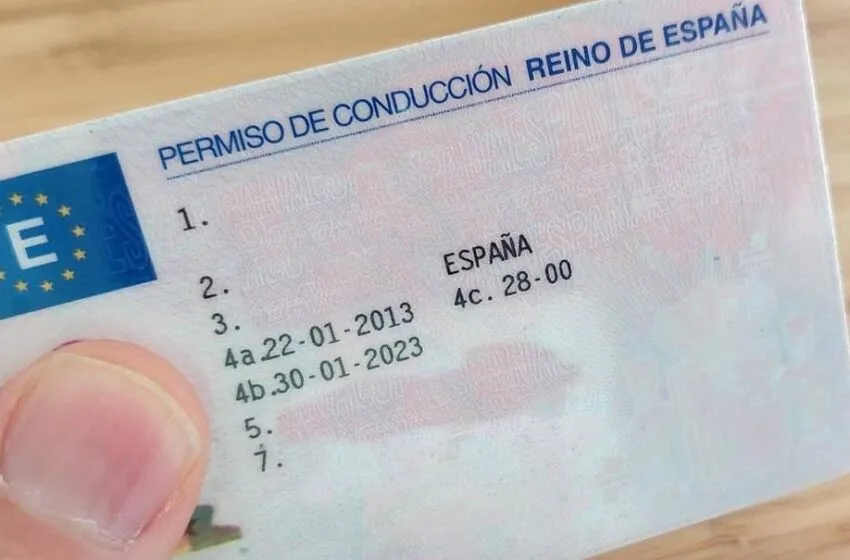 PERMISO DE CONDUCCIÓN REINO DE ESPAÑA
E
1.
2.
3. ESPAÑA
4a.22-01-2013 4c. 28-00
4b.30-01-2023
5.
7.